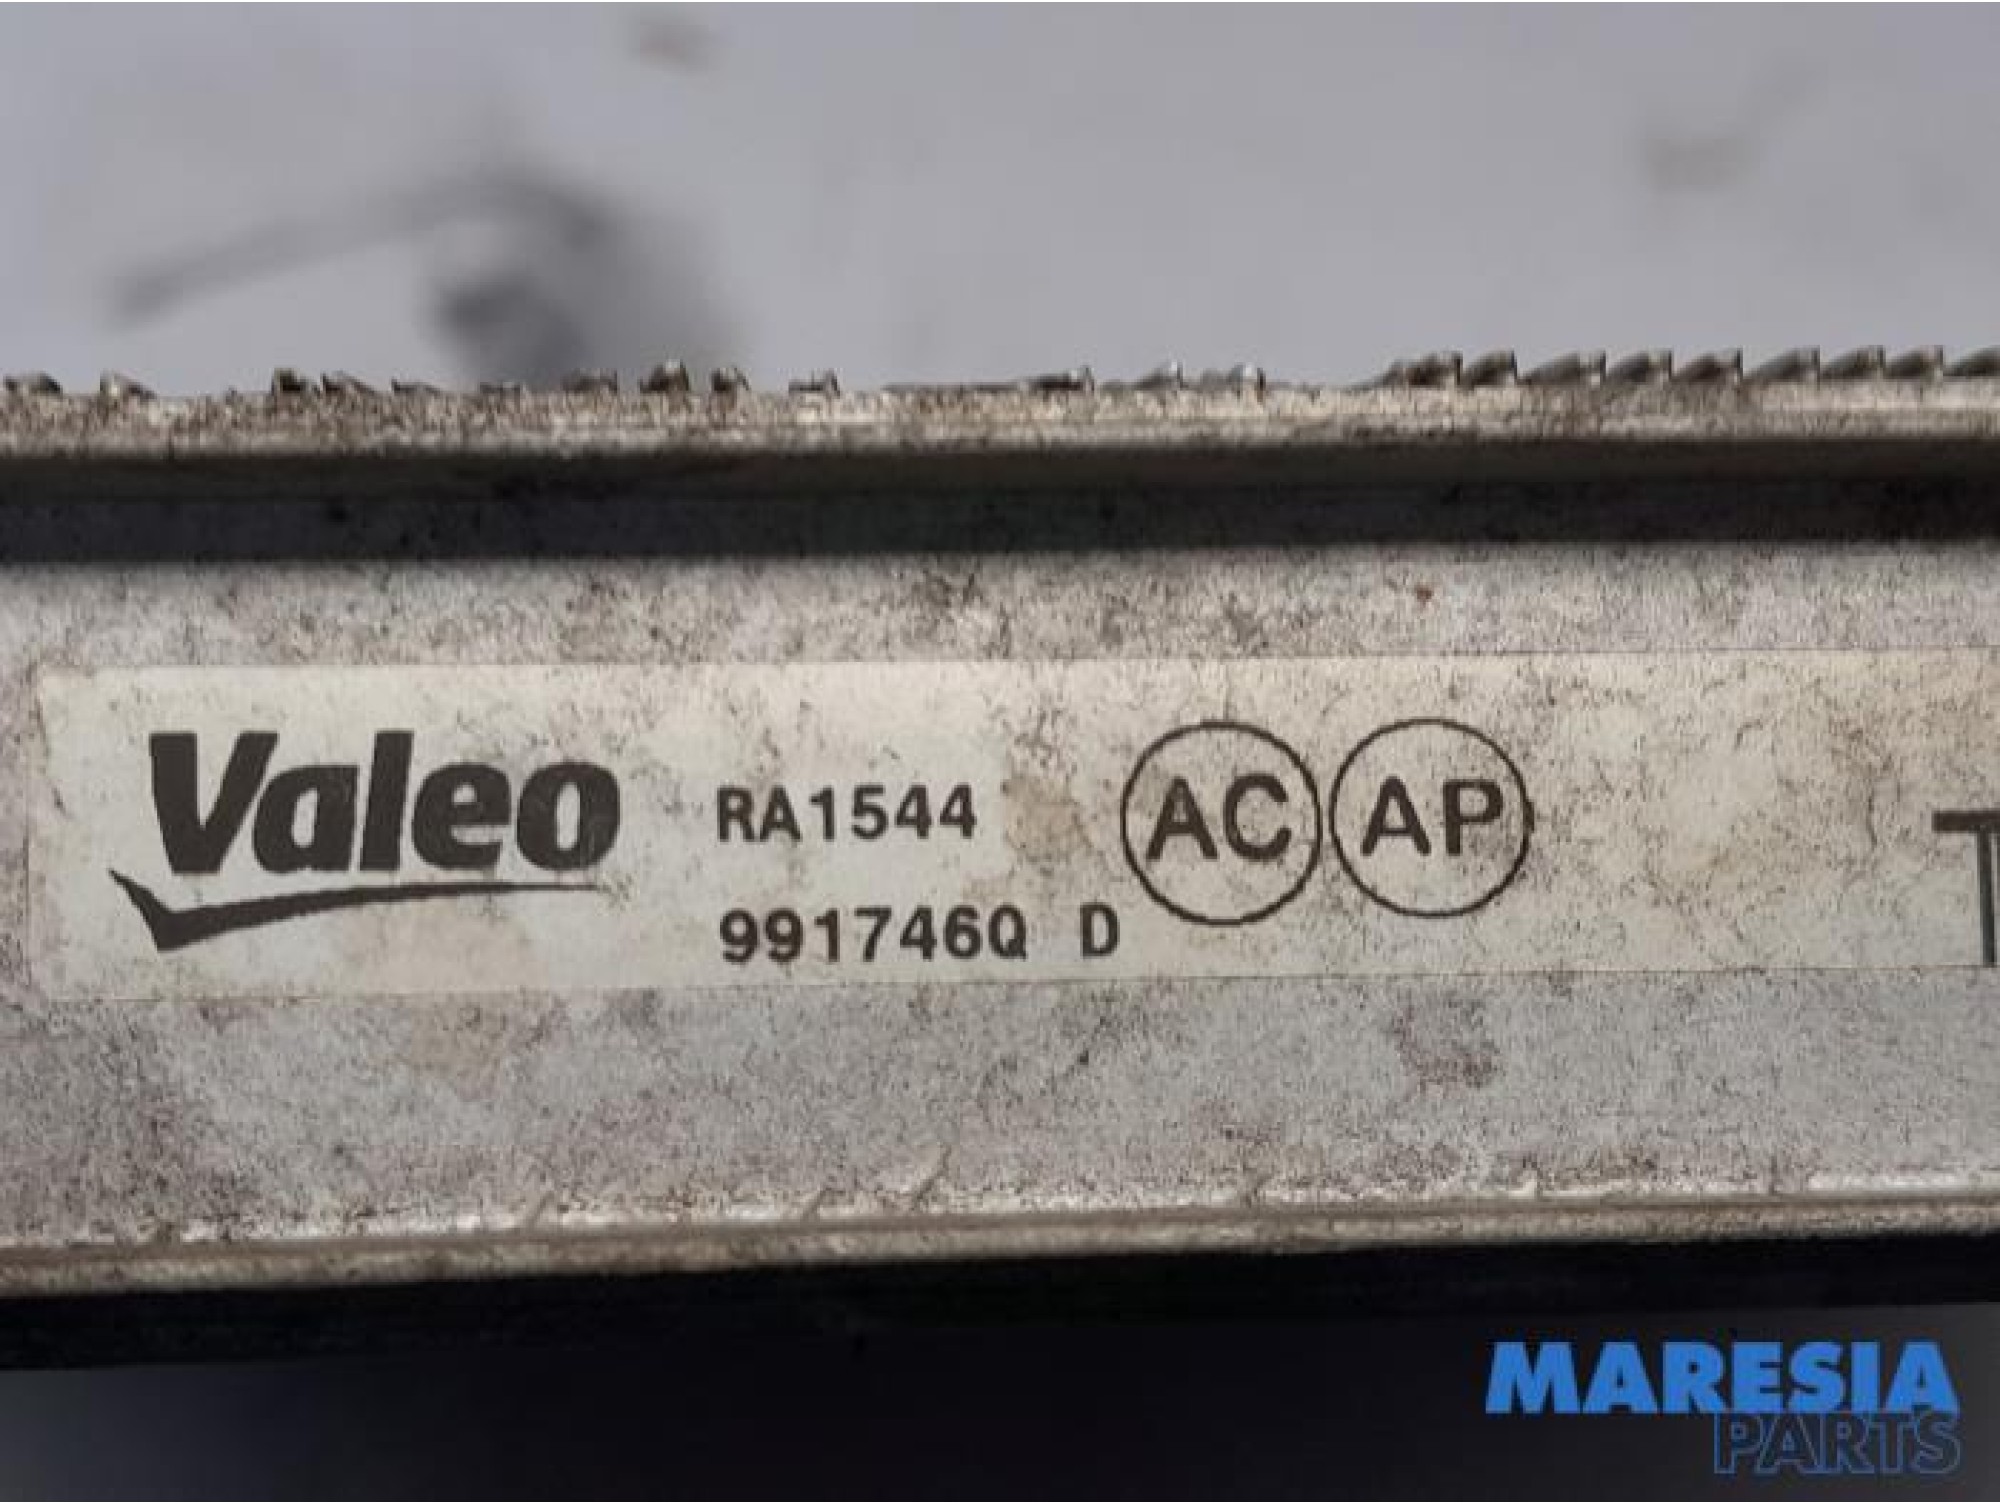 Valeo
RA1544
991746Q D
AC AP
T
MARESIA
PARTS